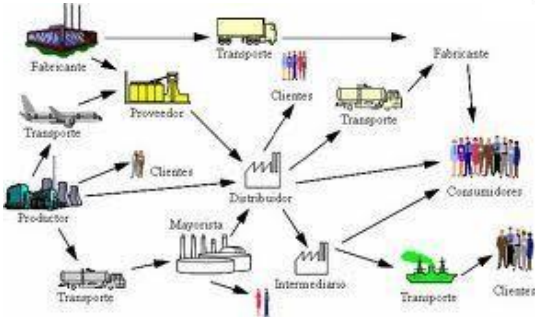 Fabricante
Transporte
Fabricante
Clientes
Proveedor
Transporte
Transporte
Clientes
Consumidores
Productor
Distribuidor
Mayorista
Transporte
Intermediario
Transporte
Clientes